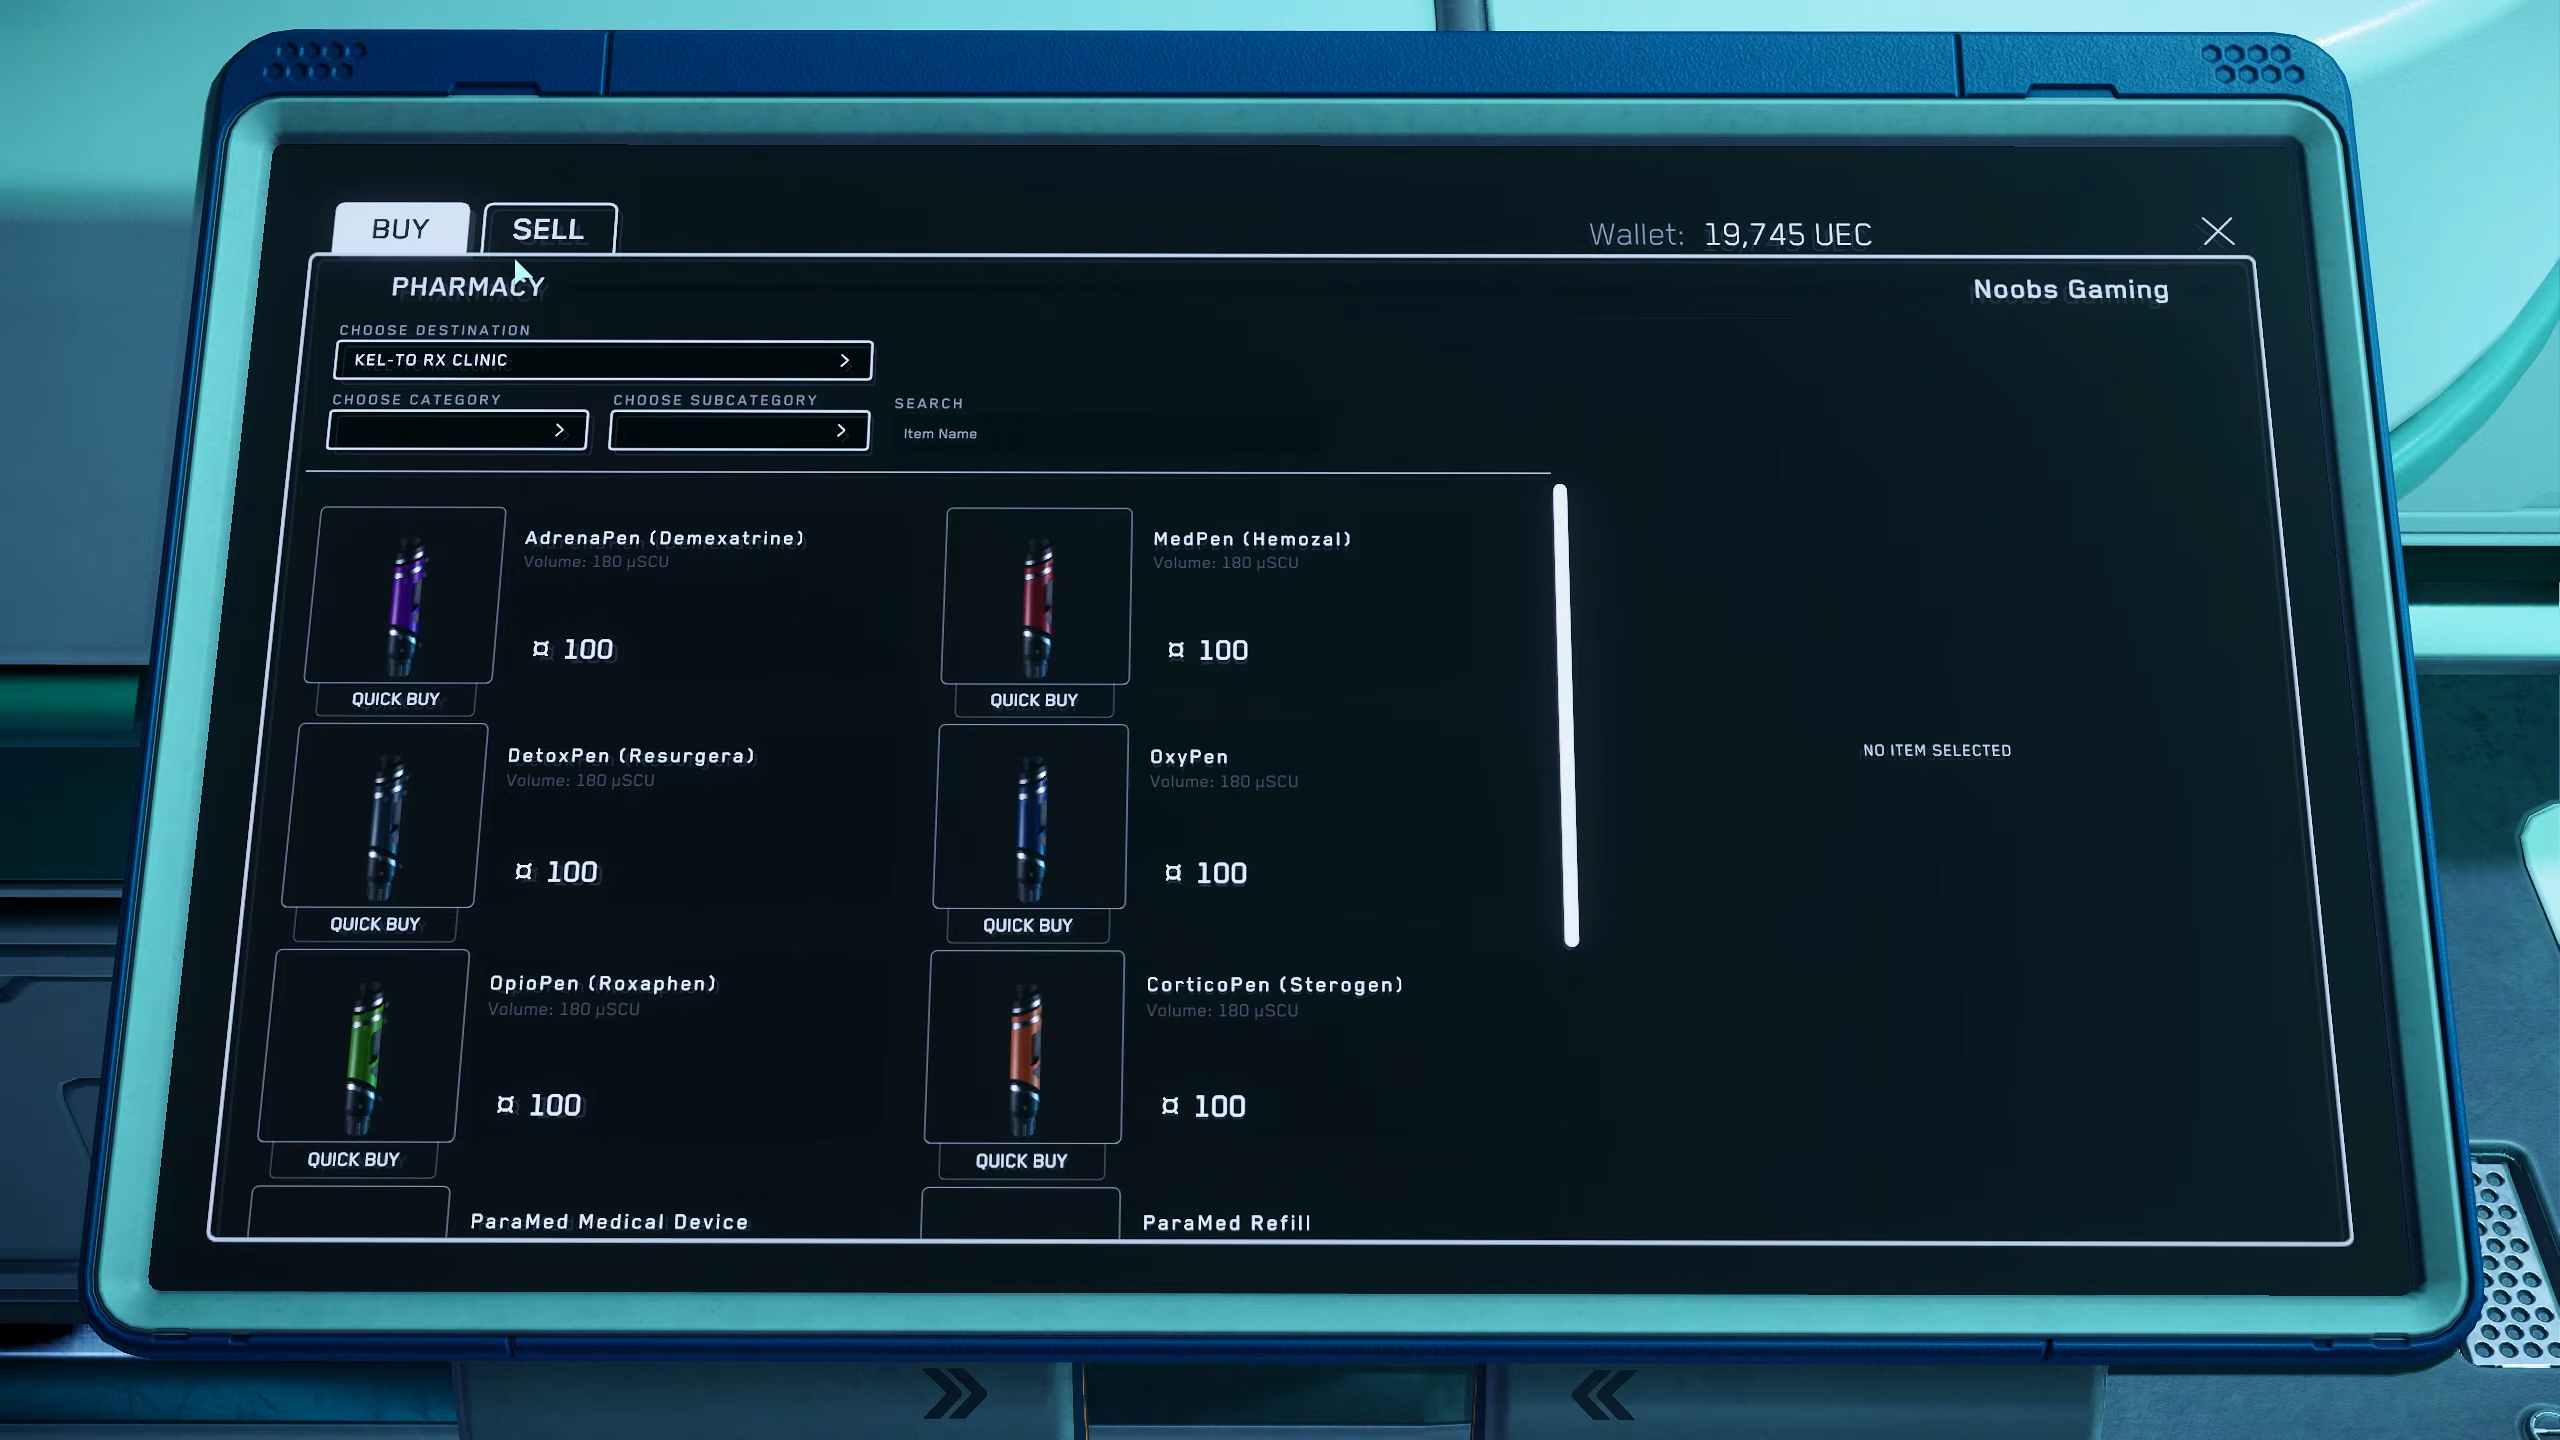 BUY SELL Wallet: 19,745 UEC
PHARMACY Noobs Gaming
CHOOSE DESTINATION
KEL-TO RX CLINIC
CHOOSE CATEGORY CHOOSE SUBCATEGORY SEARCH
Item Name
AdrenaPen (Demexatrine)
Volume: 180 µSCU
¤ 100
QUICK BUY
MedPen (Hemozal)
Volume: 180 µSCU
¤ 100
QUICK BUY
DetoxPen (Resurgera)
Volume: 180 µSCU
¤ 100
QUICK BUY
OxyPen
Volume: 180 µSCU
¤ 100
QUICK BUY
OpioPen (Roxaphen)
Volume: 180 µSCU
¤ 100
QUICK BUY
CorticoPen (Sterogen)
Volume: 180 µSCU
¤ 100
QUICK BUY
ParaMed Medical Device
ParaMed Refill
NO ITEM SELECTED